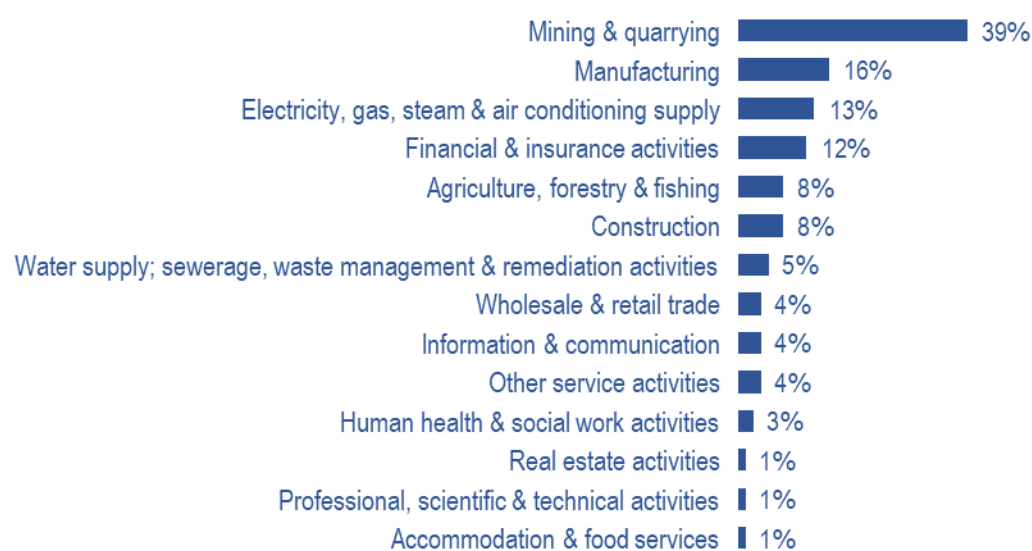 Mining & quarrying 39%
Manufacturing 16%
Electricity, gas, steam & air conditioning supply 13%
Financial & insurance activities 12%
Agriculture, forestry & fishing 8%
Construction 8%
Water supply; sewerage, waste management & remediation activities 5%
Wholesale & retail trade 4%
Information & communication 4%
Other service activities 4%
Human health & social work activities 3%
Real estate activities 1%
Professional, scientific & technical activities 1%
Accommodation & food services 1%